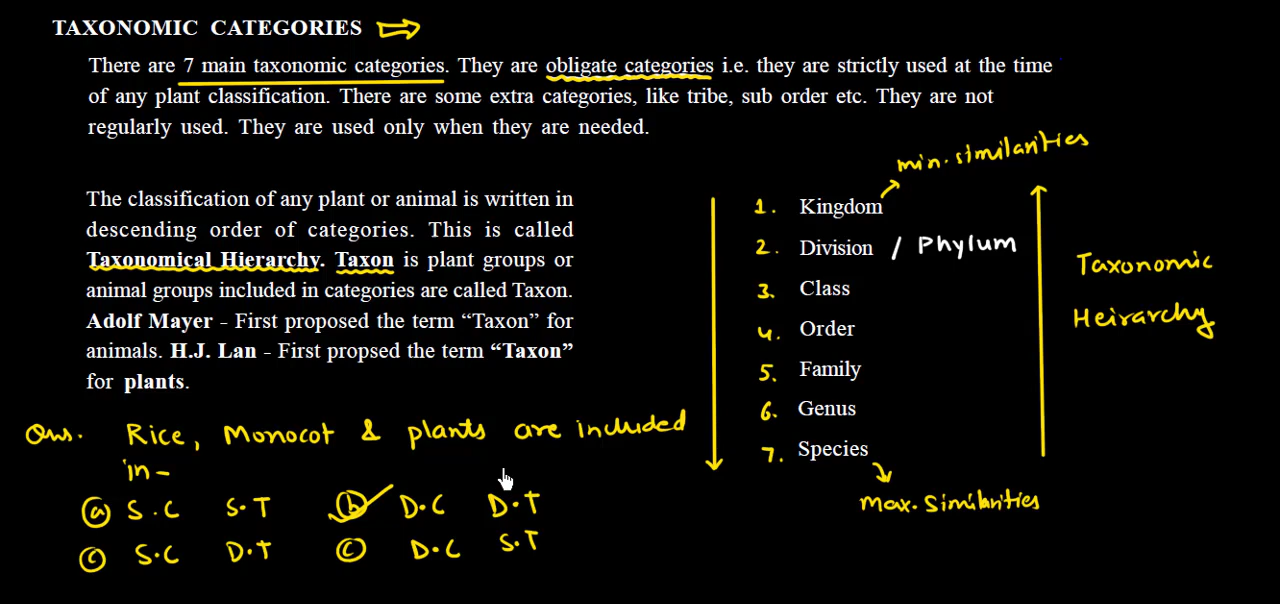 TAXONOMIC CATEGORIES
There are 7 main taxonomic categories. They are obligate categories i.e. they are strictly used at the time
of any plant classification. There are some extra categories, like tribe, sub order etc. They are not
regularly used. They are used only when they are needed.
min. similarities
The classification of any plant or animal is written in
descending order of categories. This is called
Taxonomical Hierarchy. Taxon is plant groups or
animal groups included in categories are called Taxon.
Adolf Mayer - First proposed the term “Taxon” for
animals. H.J. Lan - First propsed the term “Taxon”
for plants.
1. Kingdom
2. Division / Phylum
3. Class
4. Order
5. Family
6. Genus
7. Species
max. Similarities
Taxonomic
Heirarchy
Qns. Rice, Monocot & plants are included
in -
(a) S.C S.T (b) D.C D.T
(c) S.C D.T (c) D.C S.T